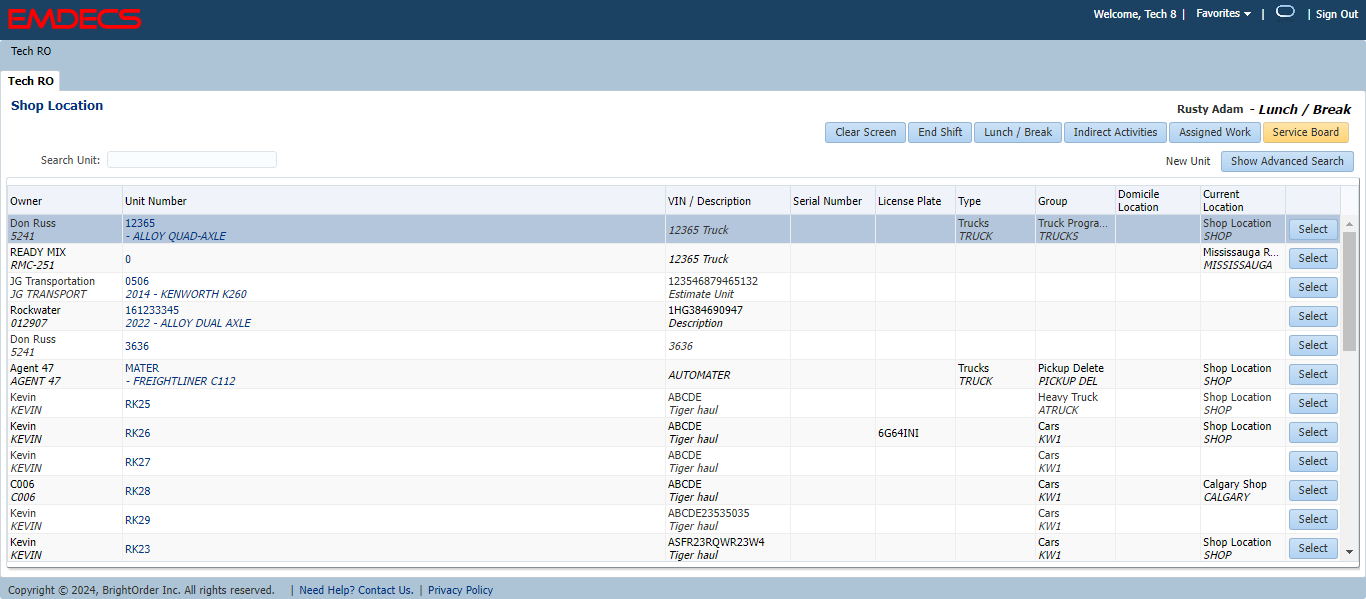 EMDECS
Welcome, Tech 8 | Favorites | | Sign Out
Tech RO
Tech RO
Shop Location
Rusty Adam - Lunch / Break
Clear Screen End Shift Lunch / Break Indirect Activities Assigned Work Service Board
Search Unit: New Unit Show Advanced Search
Owner Unit Number VIN / Description Serial Number License Plate Type Group Domicile Location Current Location
Don Russ 12365 Trucks Truck Progra... Shop Location
5241 - ALLOY QUAD-AXLE 12365 Truck TRUCK TRUCKS SHOP Select
READY MIX Mississauga R...
RMC-251 0 12365 Truck MISSISSAUGA Select
JG Transportation 0506 123546879465132
JG TRANSPORT 2014 - KENWORTH K260 Estimate Unit Select
Rockwater 161233345 1HG384690947
012907 2022 - ALLOY DUAL AXLE Description Select
Don Russ
5241 3636 3636 Select
Agent 47 MATER Trucks Pickup Delete Shop Location
AGENT 47 - FREIGHTLINER C112 AUTOMATER TRUCK PICKUP DEL SHOP Select
Kevin ABCDE Heavy Truck Shop Location
KEVIN RK25 Tiger haul ATRUCK SHOP Select
Kevin ABCDE Cars Shop Location
KEVIN RK26 Tiger haul 6G64INI KW1 SHOP Select
Kevin ABCDE Cars
KEVIN RK27 Tiger haul KW1 Select
C006 ABCDE Cars Calgary Shop
C006 RK28 Tiger haul KW1 CALGARY Select
Kevin ABCDE23535035 Cars
KEVIN RK29 Tiger haul KW1 Select
Kevin ASFR23RQWR23W4 Cars Shop Location
KEVIN RK23 Tiger haul KW1 SHOP Select
Copyright © 2024, BrightOrder Inc. All rights reserved. | Need Help? Contact Us. | Privacy Policy